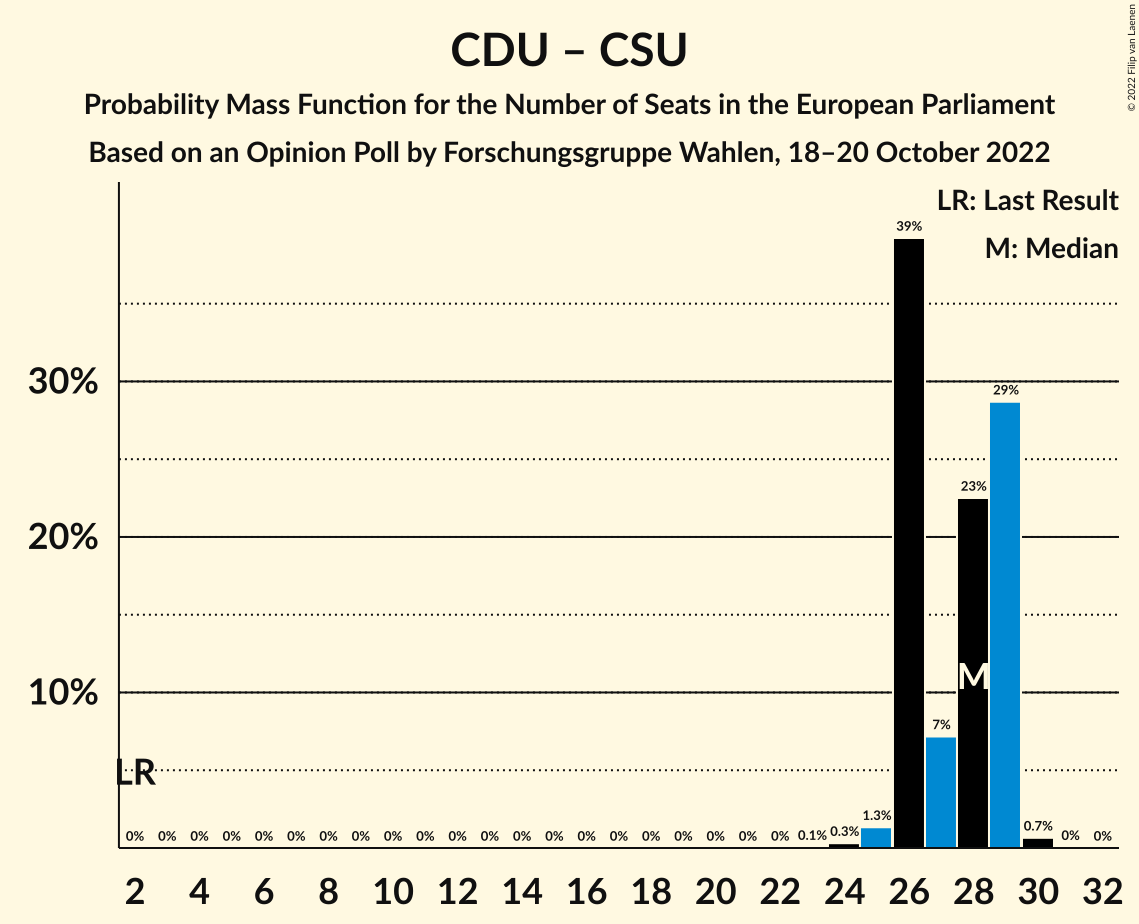 © 2022 Filip van Laenen
CDU – CSU
Probability Mass Function for the Number of Seats in the European Parliament
Based on an Opinion Poll by Forschungsgruppe Wahlen, 18–20 October 2022
LR: Last Result
M: Median
39%
30%
29%
23%
20%
M
10%
7%
LR
0% 0% 0% 0% 0% 0% 0% 0% 0% 0% 0% 0% 0% 0% 0% 0% 0% 0% 0% 0% 0% 0.1% 0.3% 1.3% 0.7% 0% 0%
2 4 6 8 10 12 14 16 18 20 22 24 26 28 30 32